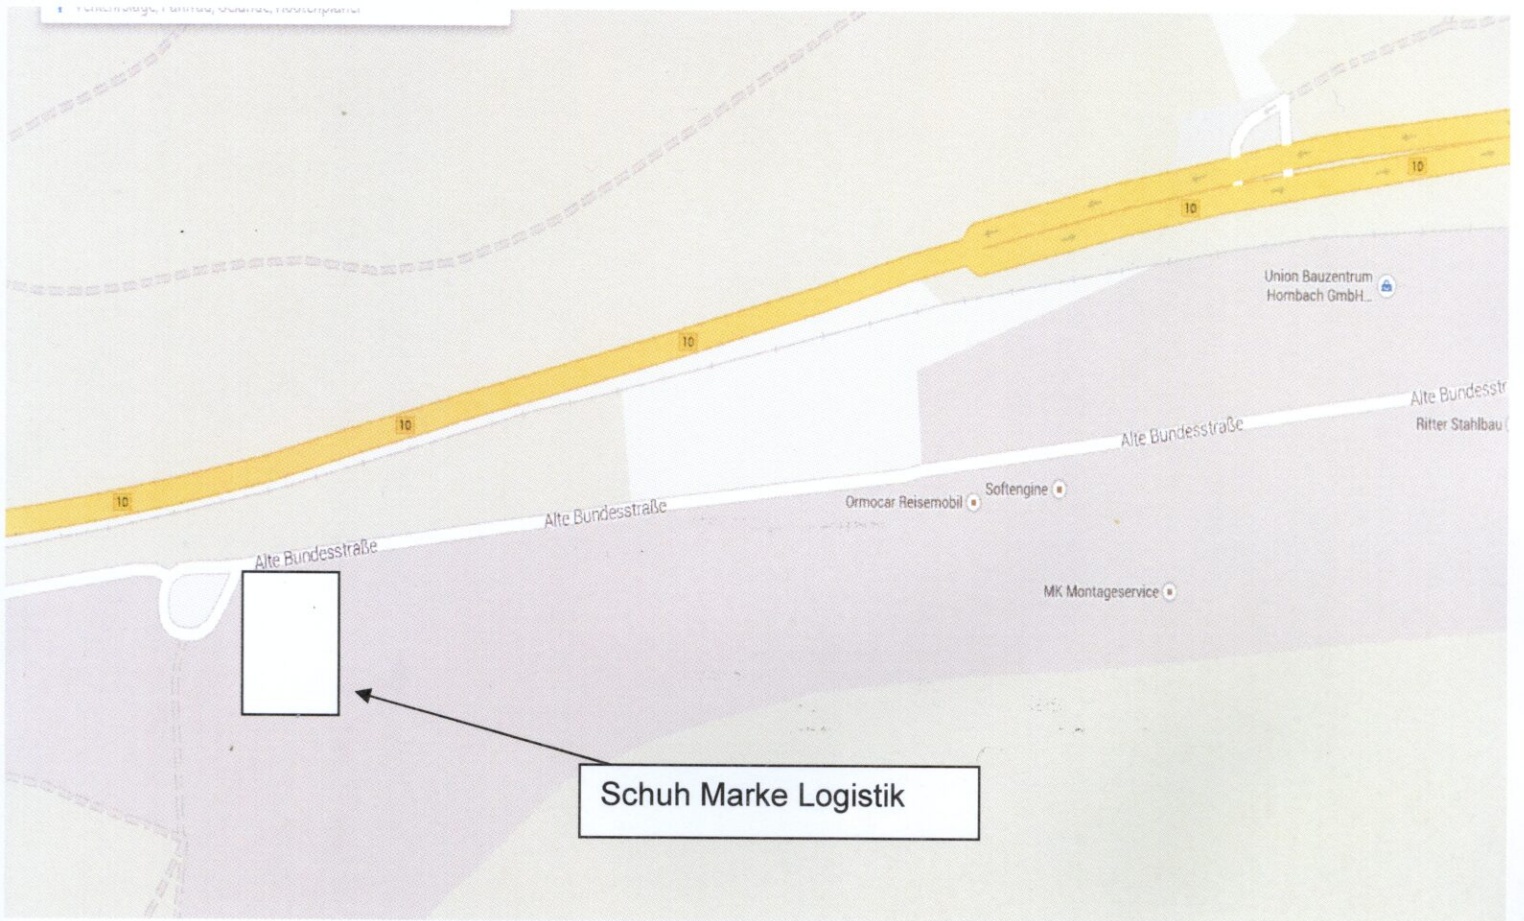 10
10
Union Bauzentrum
Hornbach GmbH...
10
Alte Bundesstr
Alte Bundesstraße
Ritter Stahlbau
10
Softengine
Ormocar Reisemobil
10
Alte Bundesstraße
Alte Bundesstraße
MK Montageservice
Schuh Marke Logistik